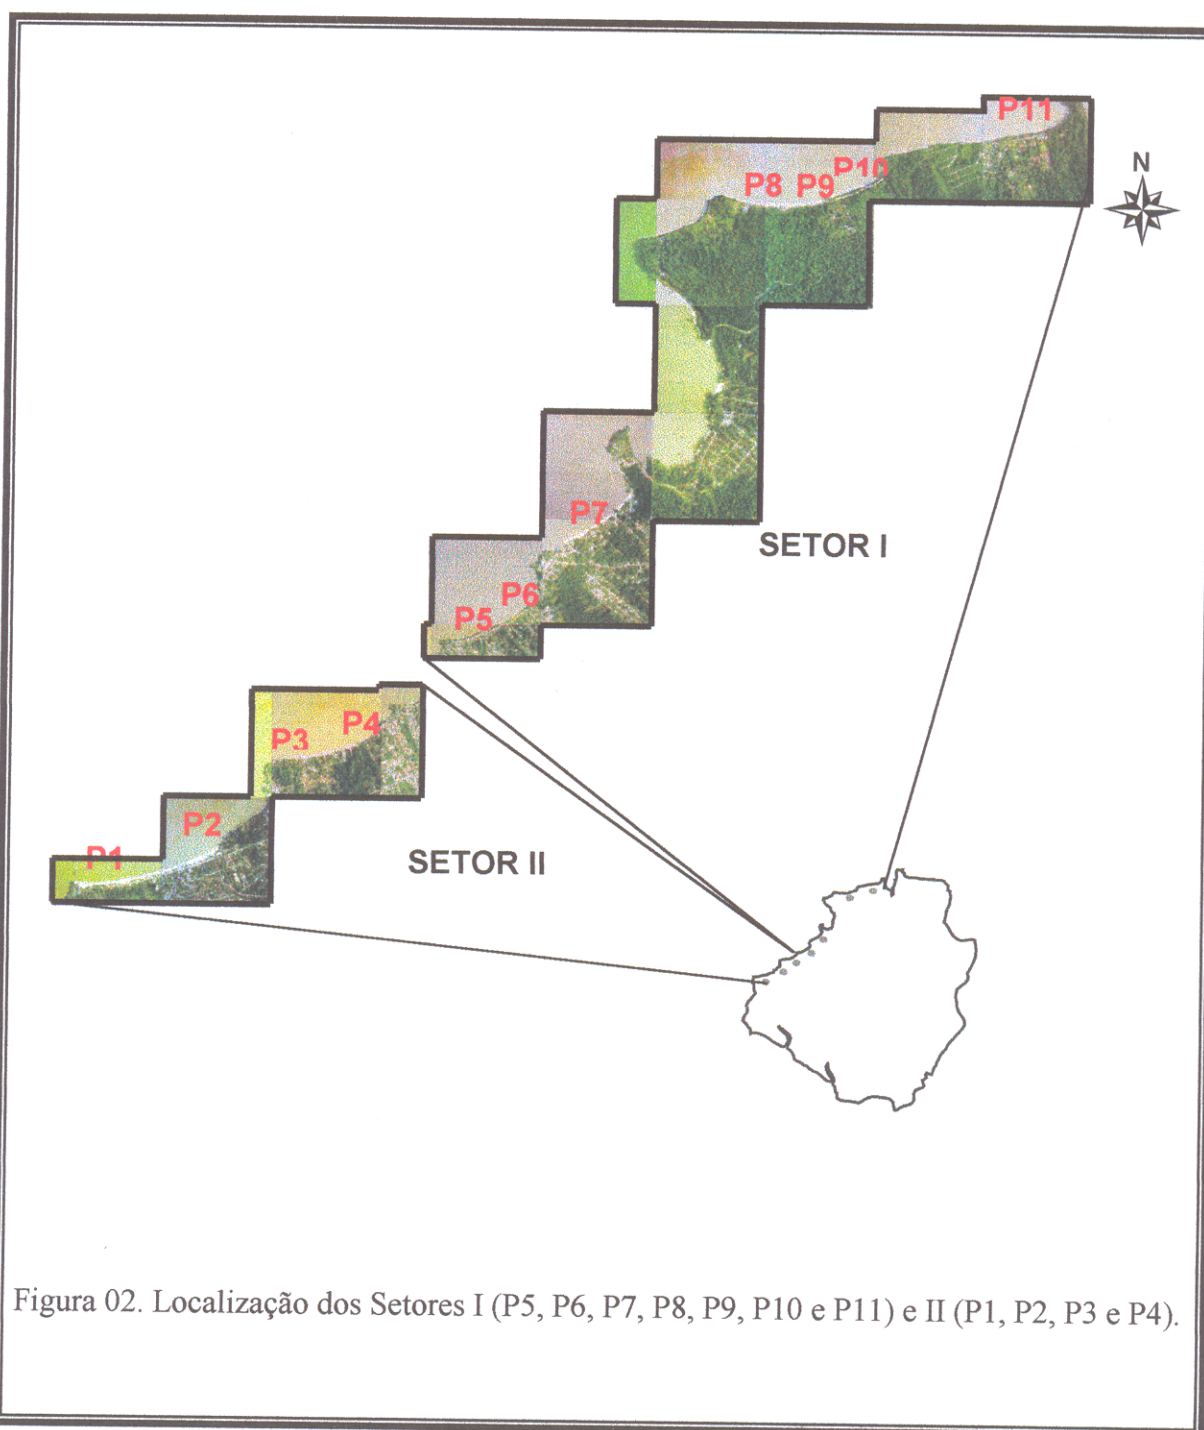 P11
N
P10
P8
P9
P7
SETOR I
P6
P5
P4
P3
P2
P1
SETOR II
Figura 02. Localização dos Setores I (P5, P6, P7, P8, P9, P10 e P11) e II (P1, P2, P3 e P4).